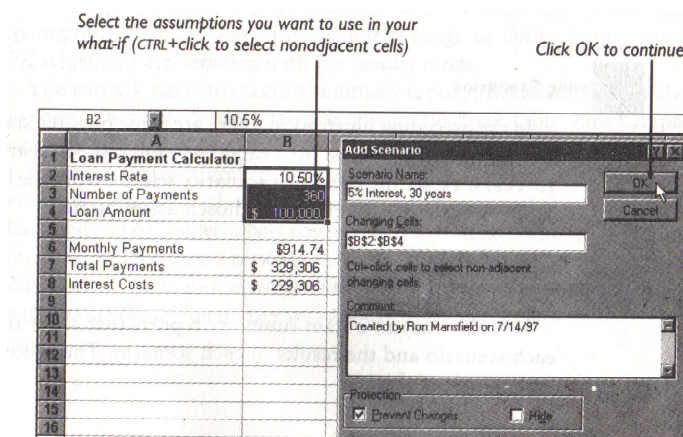 Select the assumptions you want to use in your
what-if (CTRL+click to select nonadjacent cells)
Click OK to continue
B2 10.5%
A B
1 Loan Payment Calculator
2 Interest Rate 10.50%
3 Number of Payments 360
4 Loan Amount $ 100,000
5
6 Monthly Payments $914.74
7 Total Payments $ 329,306
8 Interest Costs $ 229,306
9
10
11
12
13
14
15
16
Add Scenario
Scenario Name:
5% Interest, 30 years
OK
Cancel
Changing Cells:
$B$2:$B$4
Ctrl+click cells to select non-adjacent
changing cells.
Comment:
Created by Ron Mansfield on 7/14/97
Protection
Prevent Changes Hide